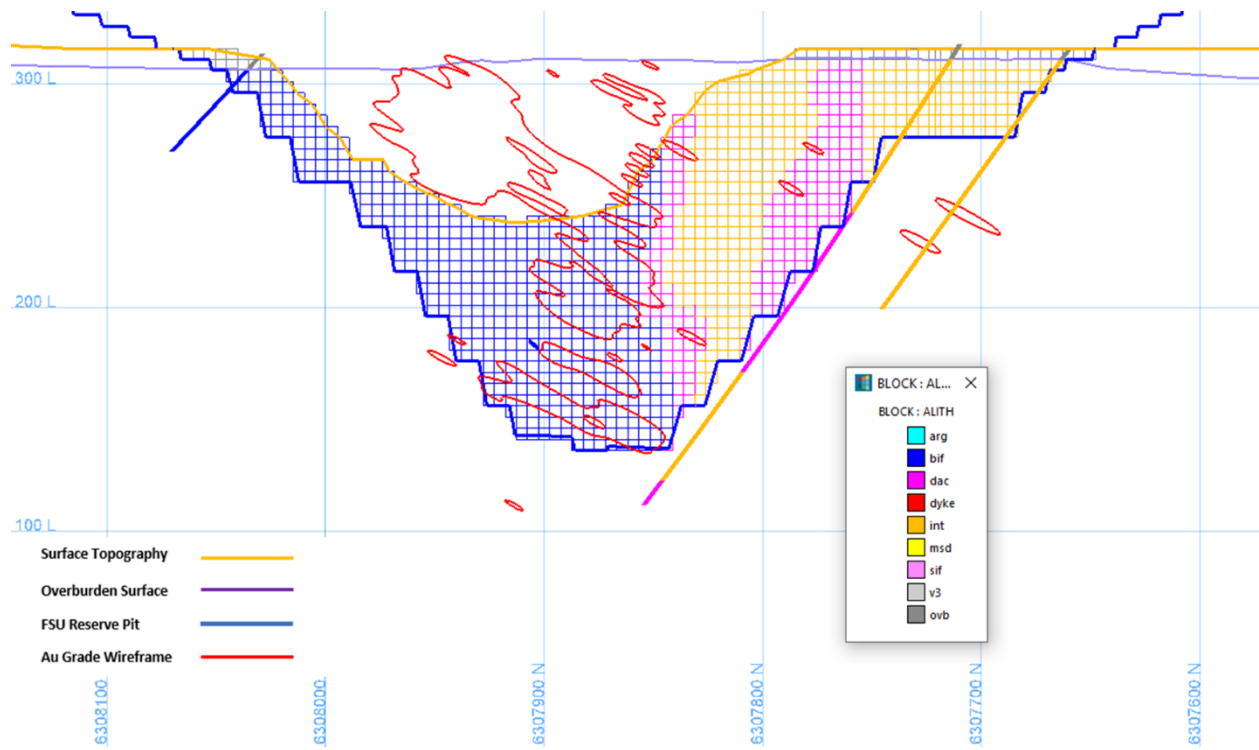 300 L
200 L
100 L
BLOCK : AL...
BLOCK : ALITH
arg
bif
dac
dyke
int
msd
sif
v3
ovb
Surface Topography
Overburden Surface
FSU Reserve Pit
Au Grade Wireframe
6308100
6308000
6307900 N
6307800 N
6307700 N
6307600 N